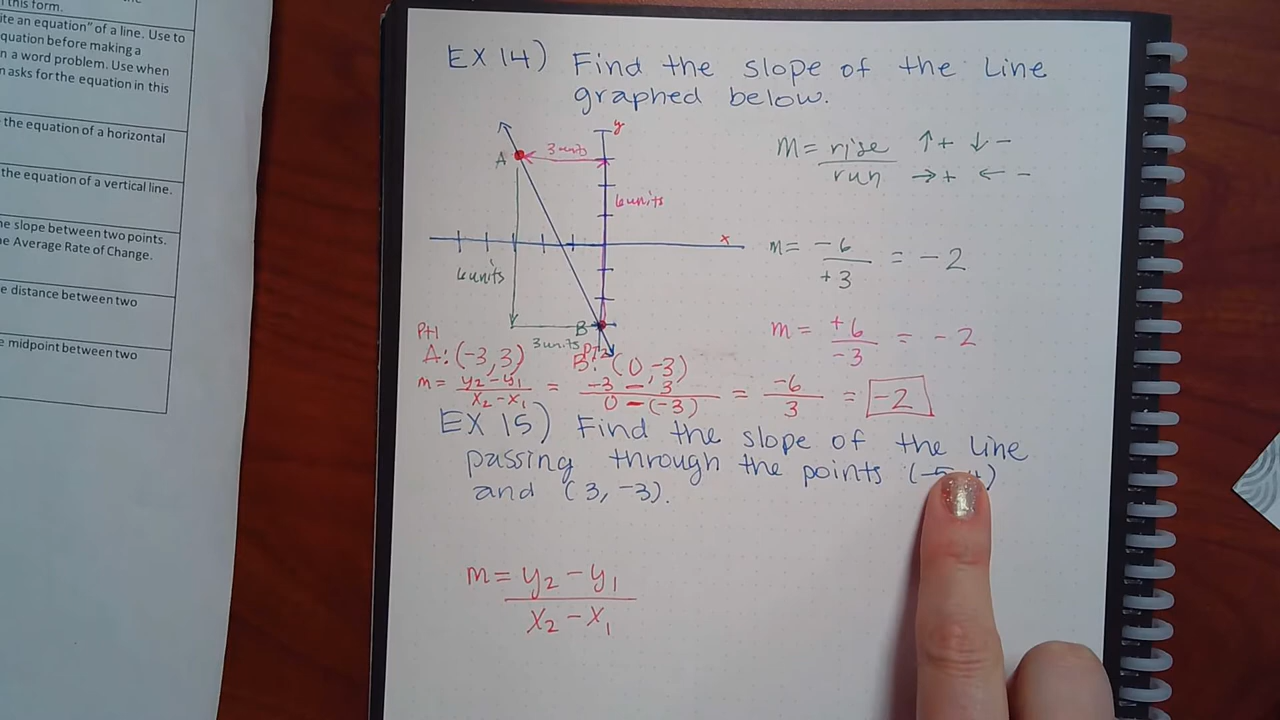 this form.
ite an equation" of a line. Use to
quation before making a
n a word problem. Use when
n asks for the equation in this
the equation of a horizontal
the equation of a vertical line.
e slope between two points.
e Average Rate of Change.
e distance between two
e midpoint between two
EX 14) Find the slope of the line
graphed below.
y
A
3 units
6 units
x
6 units
B
3 units
m = rise ↑+ ↓-
run →+ ←-
m = -6 = -2
+3
m = +6 = -2
-3
Pt 1
A: (-3, 3)
Pt 2
B: (0, -3)
m = y₂-y₁ = -3 - 3 = -6 = -2
x₂-x₁ 0-(-3) 3
EX 15) Find the slope of the line
passing through the points
and (3, -3).
m = y₂ - y₁
x₂ - x₁